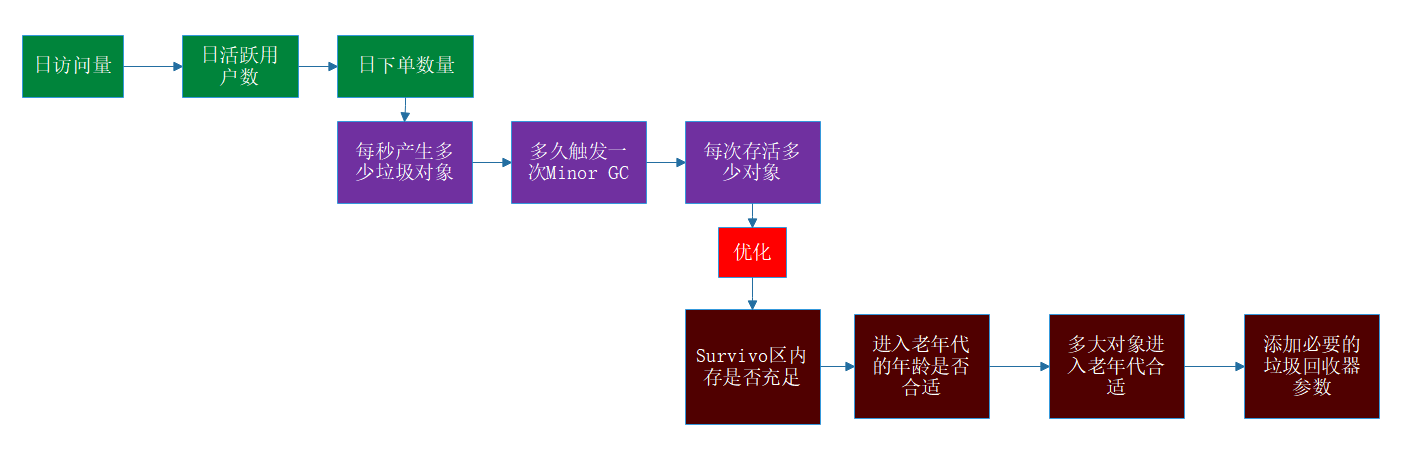 日访问量
日活跃用
户数
日下单数量
每秒产生多
少垃圾对象
多久触发一
次Minor GC
每次存活多
少对象
优化
Survivo区内
存是否充足
进入老年代
的年龄是否
合适
多大对象进
入老年代合
适
添加必要的
垃圾回收器
参数